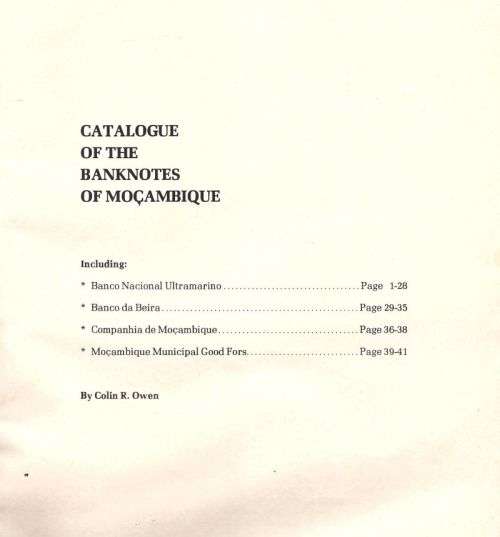 CATALOGUE
OF THE
BANKNOTES
OF MOÇAMBIQUE
Including:
* Banco Nacional Ultramarino ................................. Page 1-28
* Banco da Beira ................................................ Page 29-35
* Companhia de Moçambique .................................. Page 36-38
* Moçambique Municipal Good Fors ........................... Page 39-41
By Colin R. Owen